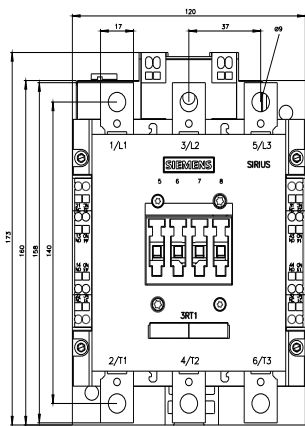 120
17 37 ø9
1/L1 3/L2 5/L3
SIEMENS SIRIUS
5 6 7 8
173 160 158 140
3RT1
2/T1 4/T2 6/T3